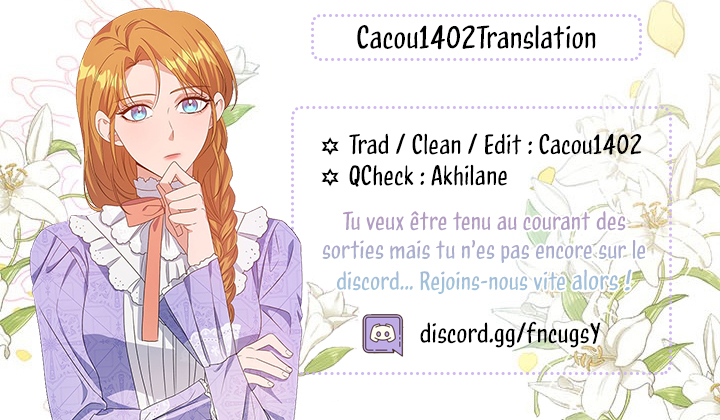 Cacou1402Translation
✡ Trad / Clean / Edit : Cacou1402
✡ QCheck : Akhilane
Tu veux être tenu au courant des
sorties mais tu n'es pas encore sur le
discord... Rejoins-nous vite alors !
discord.gg/fncugsY